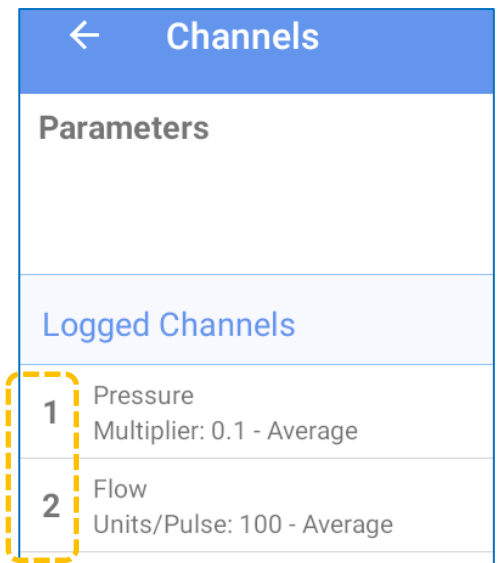 ← Channels
Parameters
Logged Channels
1 Pressure
Multiplier: 0.1 - Average
2 Flow
Units/Pulse: 100 - Average